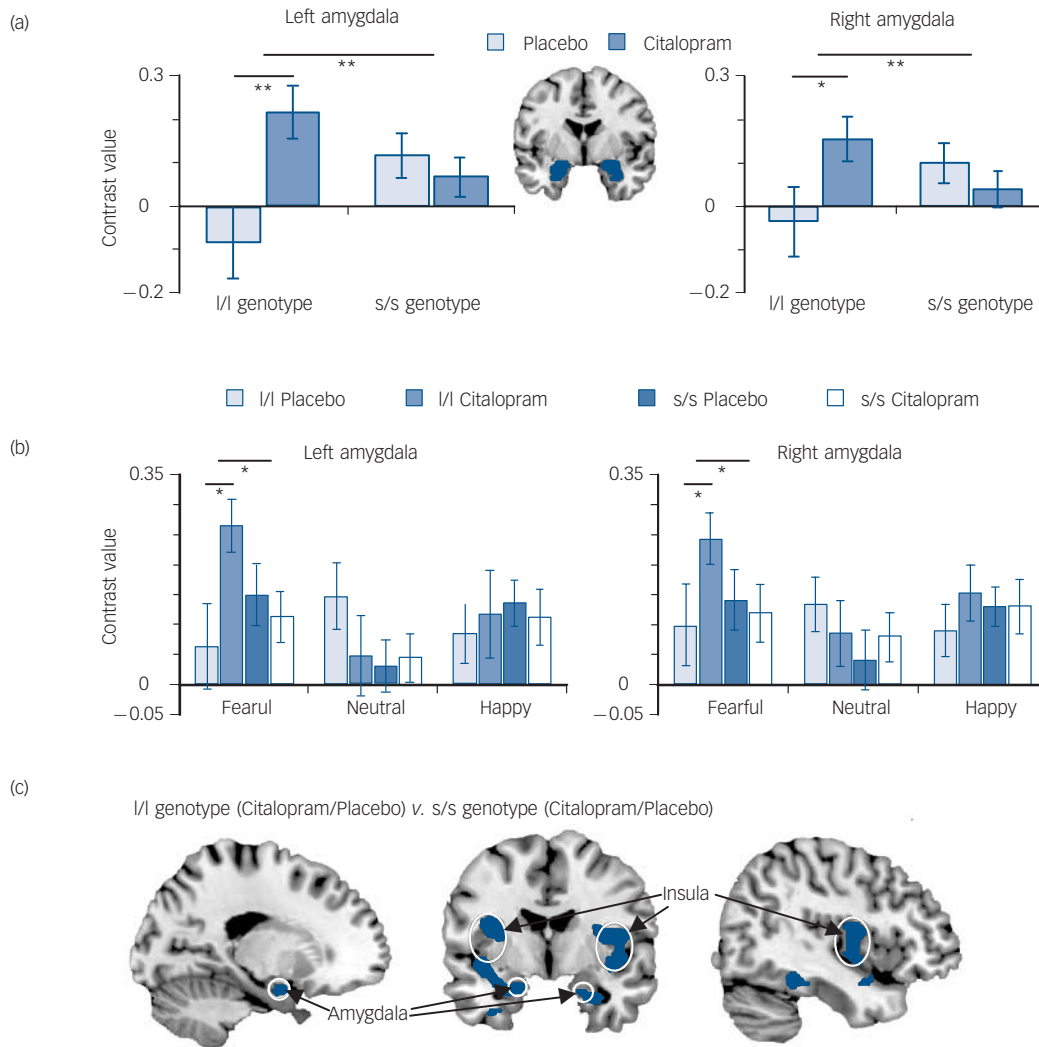 (a)
Left amygdala
Placebo Citalopram
Right amygdala
**
**
**
*
0.3
0
−0.2
Contrast value
l/l genotype s/s genotype
0.3
0
−0.2
l/l genotype s/s genotype
l/l Placebo l/l Citalopram s/s Placebo s/s Citalopram
(b)
Left amygdala
*
*
0.35
0
−0.05
Contrast value
Fearul Neutral Happy
Right amygdala
*
*
0.35
0
−0.05
Fearful Neutral Happy
(c)
l/l genotype (Citalopram/Placebo) v. s/s genotype (Citalopram/Placebo)
Insula
Amygdala